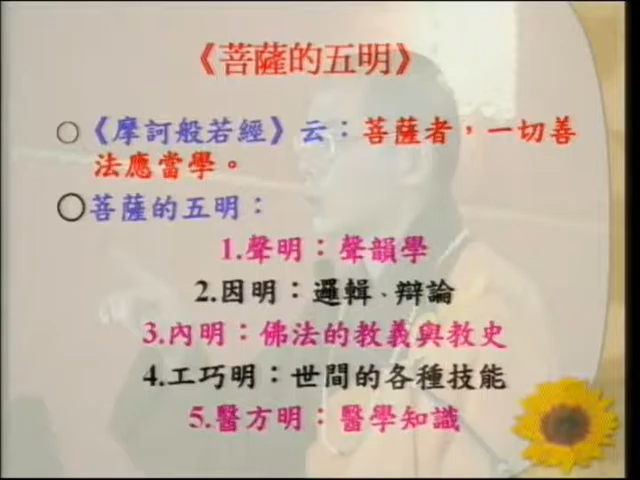 《菩薩的五明》
○《摩訶般若經》云：菩薩者，一切善
法應當學。
○菩薩的五明：
1.聲明：聲韻學
2.因明：邏輯、辯論
3.內明：佛法的教義與教史
4.工巧明：世間的各種技能
5.醫方明：醫學知識